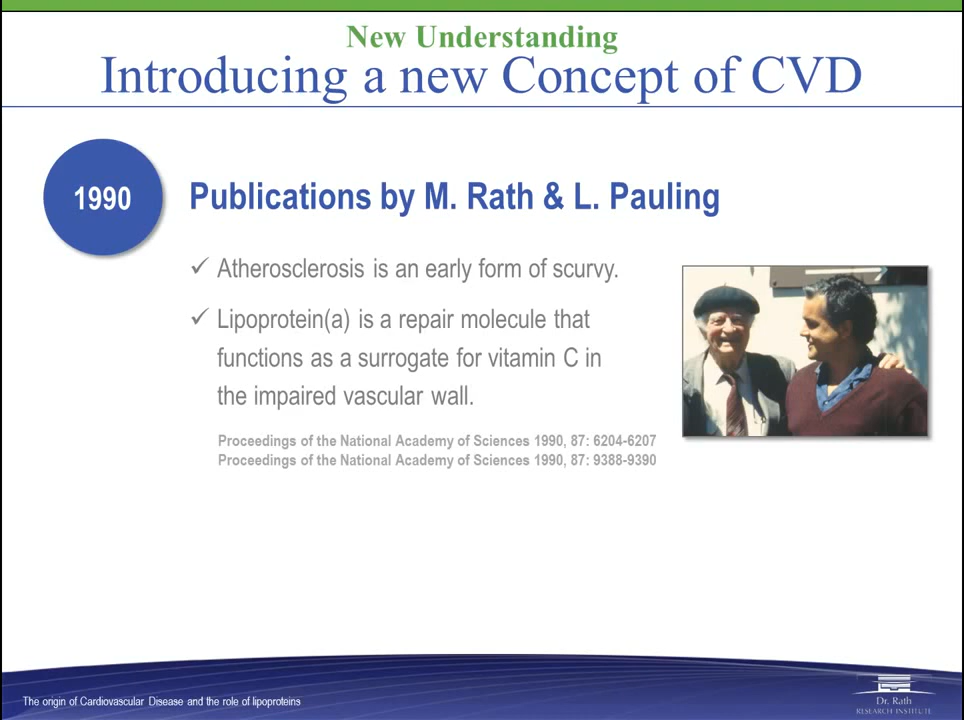 New Understanding
Introducing a new Concept of CVD
1990
Publications by M. Rath & L. Pauling
✓ Atherosclerosis is an early form of scurvy.
✓ Lipoprotein(a) is a repair molecule that
functions as a surrogate for vitamin C in
the impaired vascular wall.
Proceedings of the National Academy of Sciences 1990, 87: 6204-6207
Proceedings of the National Academy of Sciences 1990, 87: 9388-9390
The origin of Cardiovascular Disease and the role of lipoproteins
Dr. Rath
RESEARCH INSTITUTE